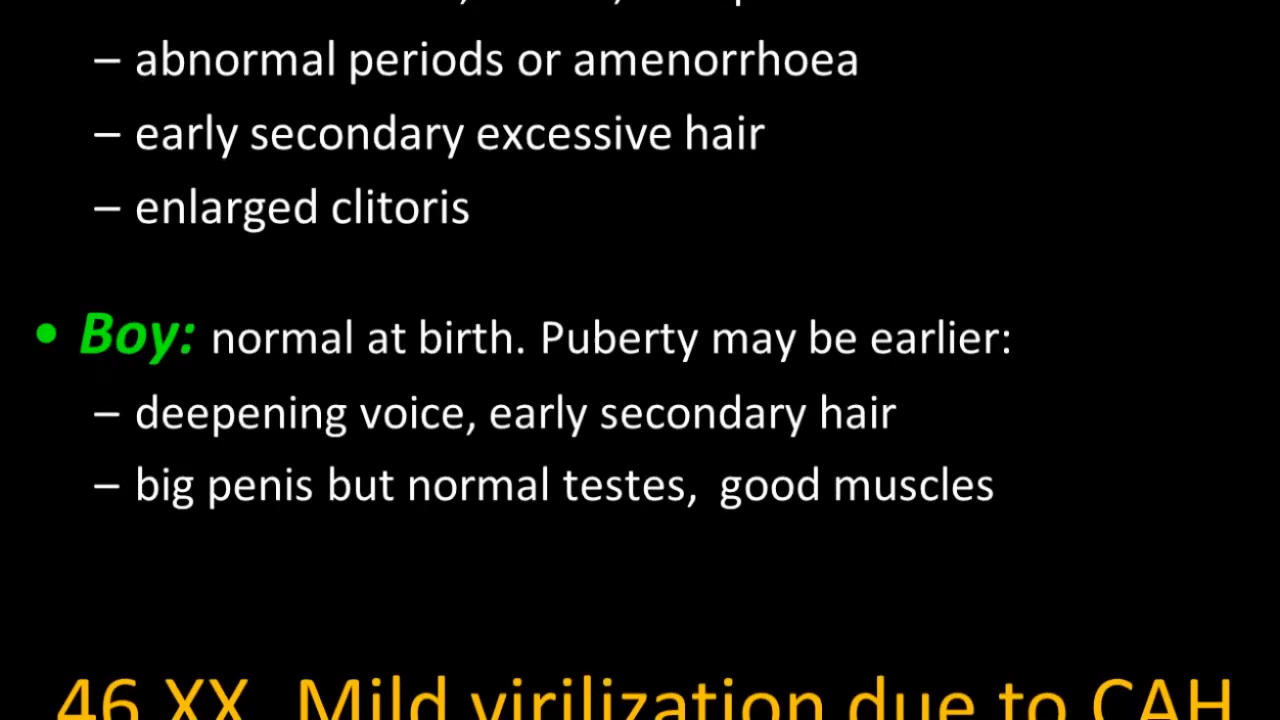 – abnormal periods or amenorrhoea
– early secondary excessive hair
– enlarged clitoris
• Boy: normal at birth. Puberty may be earlier:
– deepening voice, early secondary hair
– big penis but normal testes, good muscles
46 XX Mild virilization due to CAH